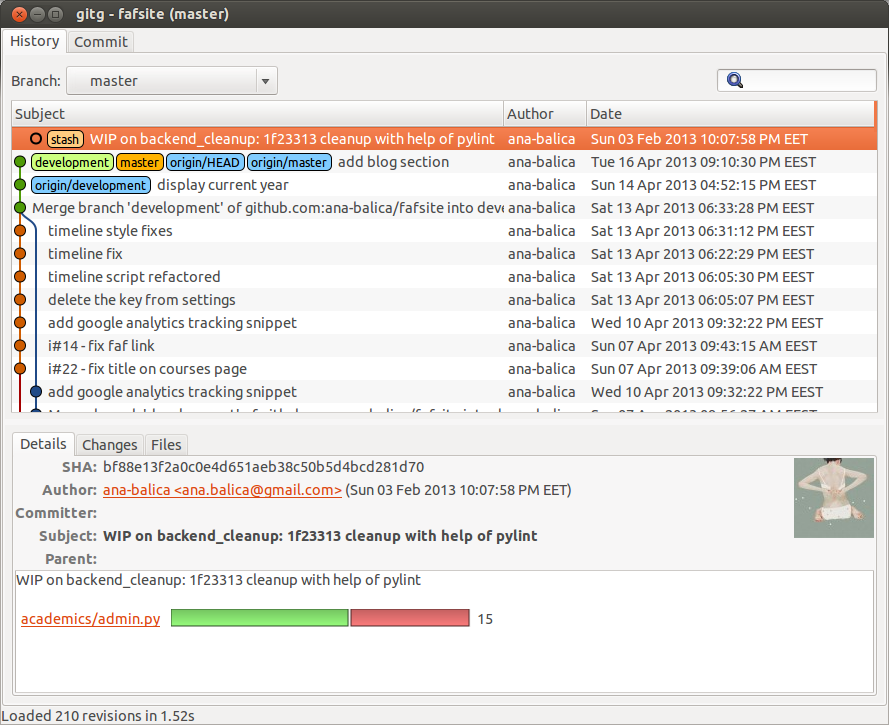 gitg - fafsite (master)
History Commit
Branch: master
Subject Author Date
stash WIP on backend_cleanup: 1f23313 cleanup with help of pylint ana-balica Sun 03 Feb 2013 10:07:58 PM EET
development master origin/HEAD origin/master add blog section ana-balica Tue 16 Apr 2013 09:10:30 PM EEST
origin/development display current year ana-balica Sun 14 Apr 2013 04:52:15 PM EEST
Merge branch 'development' of github.com:ana-balica/fafsite into deve ana-balica Sat 13 Apr 2013 06:33:28 PM EEST
timeline style fixes ana-balica Sat 13 Apr 2013 06:31:12 PM EEST
timeline fix ana-balica Sat 13 Apr 2013 06:22:29 PM EEST
timeline script refactored ana-balica Sat 13 Apr 2013 06:05:30 PM EEST
delete the key from settings ana-balica Sat 13 Apr 2013 06:05:07 PM EEST
add google analytics tracking snippet ana-balica Wed 10 Apr 2013 09:32:22 PM EEST
i#14 - fix faf link ana-balica Sun 07 Apr 2013 09:43:15 AM EEST
i#22 - fix title on courses page ana-balica Sun 07 Apr 2013 09:39:06 AM EEST
add google analytics tracking snippet ana-balica Wed 10 Apr 2013 09:32:22 PM EEST
Details Changes Files
SHA: bf88e13f2a0c0e4d651aeb38c50b5d4bcd281d70
Author: ana-balica <ana.balica@gmail.com> (Sun 03 Feb 2013 10:07:58 PM EET)
Committer:
Subject: WIP on backend_cleanup: 1f23313 cleanup with help of pylint
Parent:
WIP on backend_cleanup: 1f23313 cleanup with help of pylint
academics/admin.py 15
Loaded 210 revisions in 1.52s